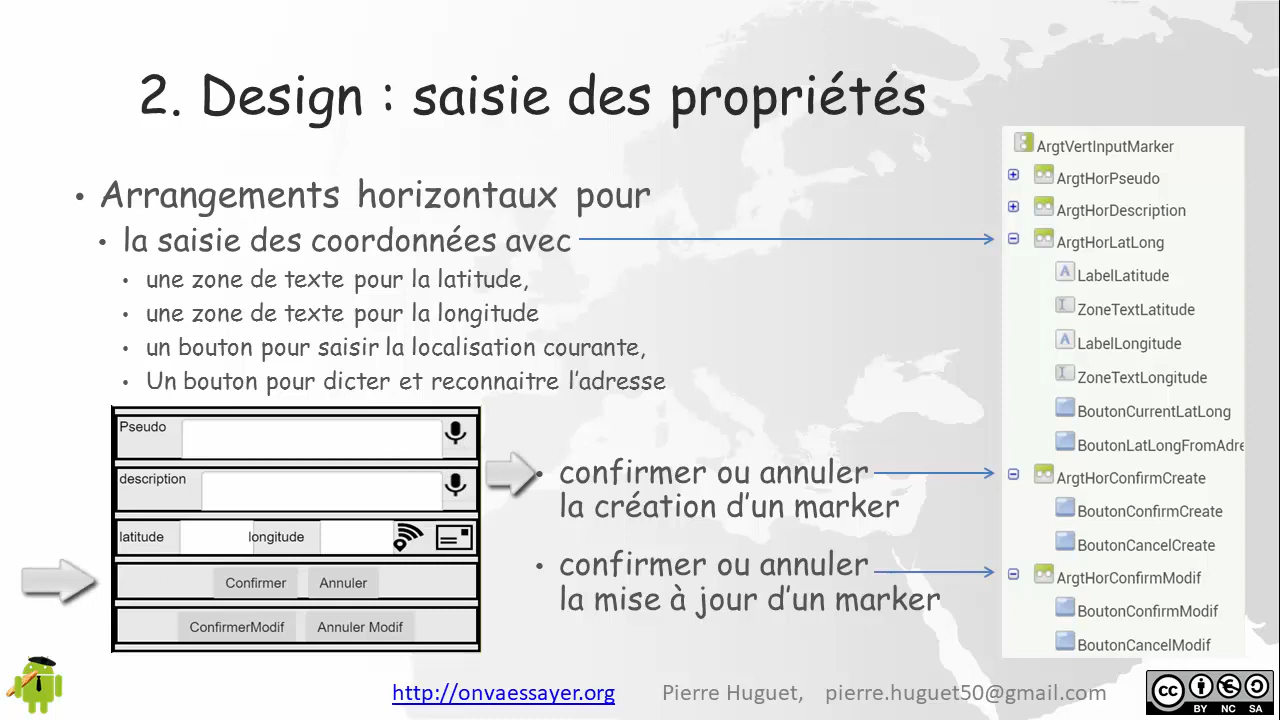 2. Design : saisie des propriétés
• Arrangements horizontaux pour
• la saisie des coordonnées avec
• une zone de texte pour la latitude,
• une zone de texte pour la longitude
• un bouton pour saisir la localisation courante,
• Un bouton pour dicter et reconnaitre l'adresse
Pseudo
description
latitude
longitude
Confirmer
Annuler
ConfirmerModif
Annuler Modif
• confirmer ou annuler
la création d'un marker
• confirmer ou annuler
la mise à jour d'un marker
ArgtVertInputMarker
ArgtHorPseudo
ArgtHorDescription
ArgtHorLatLong
LabelLatitude
ZoneTextLatitude
LabelLongitude
ZoneTextLongitude
BoutonCurrentLatLong
BoutonLatLongFromAdre
ArgtHorConfirmCreate
BoutonConfirmCreate
BoutonCancelCreate
ArgtHorConfirmModif
BoutonConfirmModif
BoutonCancelModif
http://onvaessayer.org
Pierre Huguet, pierre.huguet50@gmail.com
cc
BY NC SA